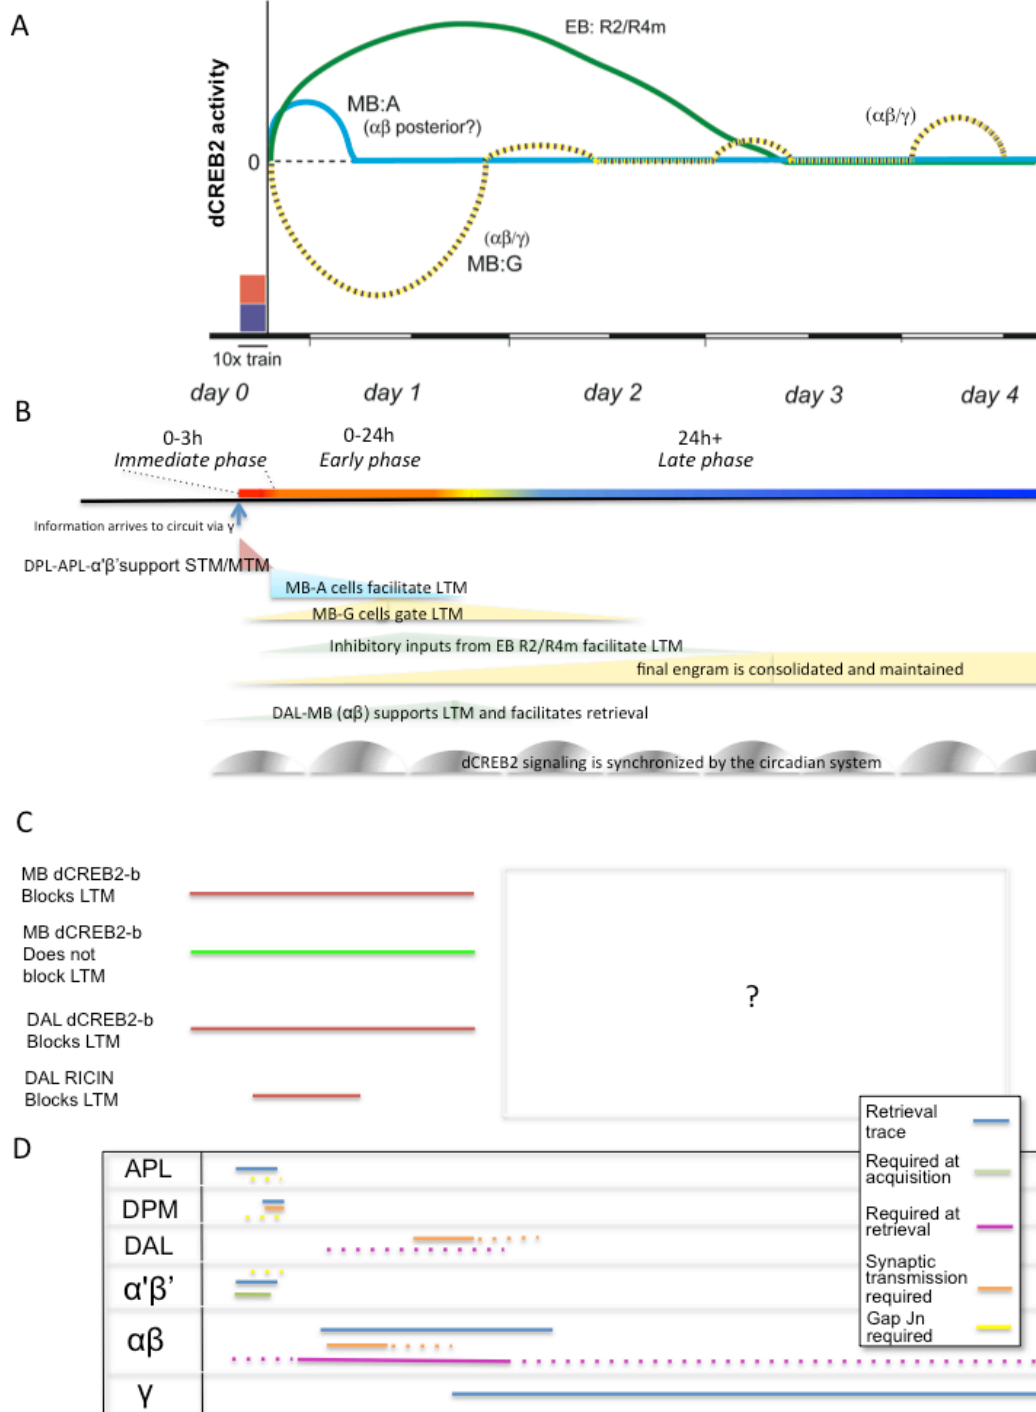 A
dCREB2 activity
0
EB: R2/R4m
MB:A
(αβ posterior?)
(αβ/γ)
(αβ/γ)
MB:G
10x train
day 0
day 1
day 2
day 3
day 4
B
0-3h
Immediate phase
0-24h
Early phase
24h+
Late phase
Information arrives to circuit via γ
DPL-APL-α'β'support STM/MTM
MB-A cells facilitate LTM
MB-G cells gate LTM
Inhibitory inputs from EB R2/R4m facilitate LTM
final engram is consolidated and maintained
DAL-MB (αβ) supports LTM and facilitates retrieval
dCREB2 signaling is synchronized by the circadian system
C
MB dCREB2-b
Blocks LTM
MB dCREB2-b
Does not
block LTM
DAL dCREB2-b
Blocks LTM
DAL RICIN
Blocks LTM
?
D
APL
DPM
DAL
α'β'
αβ
γ
Retrieval
trace
Required at
acquisition
Required at
retrieval
Synaptic
transmission
required
Gap Jn
required